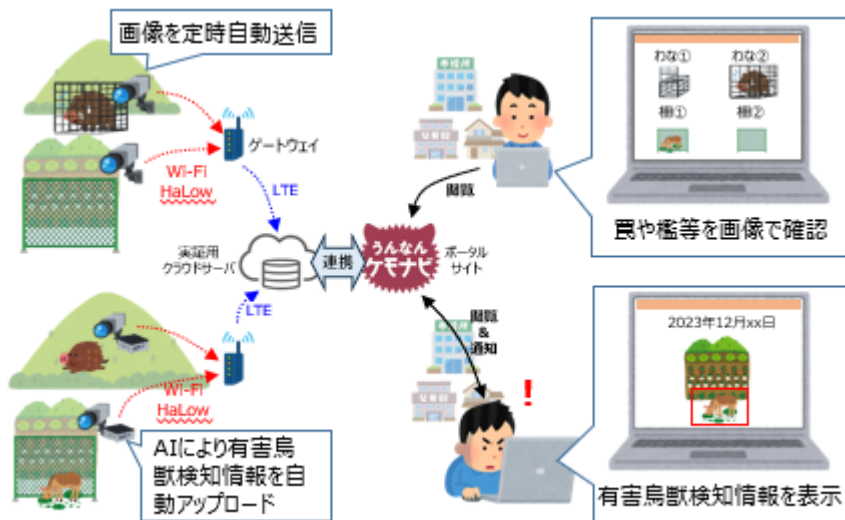 画像を定時自動送信
ゲートウェイ
Wi-Fi
HaLow
LTE
実証用
クラウドサーバ
連携
うんなん
ケモナビ
ポータル
サイト
閲覧
わな①
わな②
柵①
柵②
罠や檻等を画像で確認
LTE
Wi-Fi
HaLow
AIにより有害鳥
獣検知情報を自
動アップロード
閲覧
&
通知
!
2023年12月xx日
有害鳥獣検知情報を表示